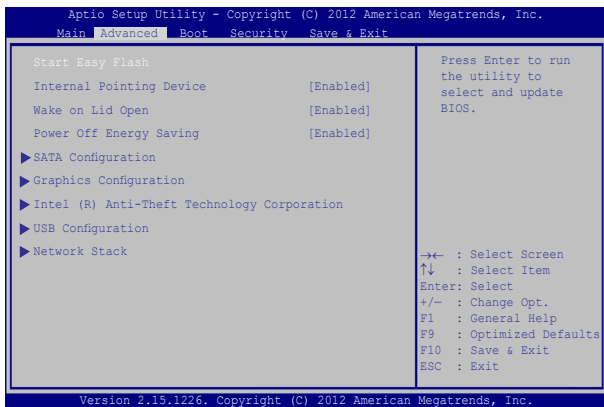 Aptio Setup Utility - Copyright (C) 2012 American Megatrends, Inc.
Main Advanced Boot Security Save & Exit
Start Easy Flash
Internal Pointing Device [Enabled]
Wake on Lid Open [Enabled]
Power Off Energy Saving [Enabled]
SATA Configuration
Graphics Configuration
Intel (R) Anti-Theft Technology Corporation
USB Configuration
Network Stack
Press Enter to run
the utility to
select and update
BIOS.
→← : Select Screen
↑↓ : Select Item
Enter: Select
+/— : Change Opt.
F1 : General Help
F9 : Optimized Defaults
F10 : Save & Exit
ESC : Exit
Version 2.15.1226. Copyright (C) 2012 American Megatrends, Inc.